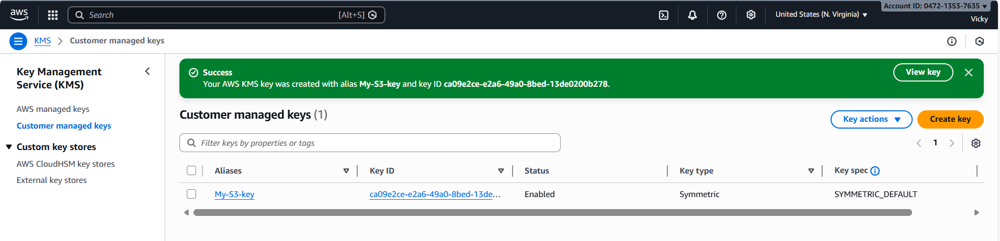 Account ID: 0472-1353-7635
aws
Search
[Alt+S]
United States (N. Virginia)
Vicky
KMS
Customer managed keys
Key Management
Service (KMS)
AWS managed keys
Customer managed keys
Custom key stores
AWS CloudHSM key stores
External key stores
Success
Your AWS KMS key was created with alias My-S3-key and key ID ca09e2ce-e2a6-49a0-8bed-13de0200b278.
View key
Customer managed keys (1)
Key actions
Create key
Filter keys by properties or tags
1
Aliases Key ID Status Key type Key spec
My-S3-key ca09e2ce-e2a6-49a0-8bed-13de... Enabled Symmetric SYMMETRIC_DEFAULT